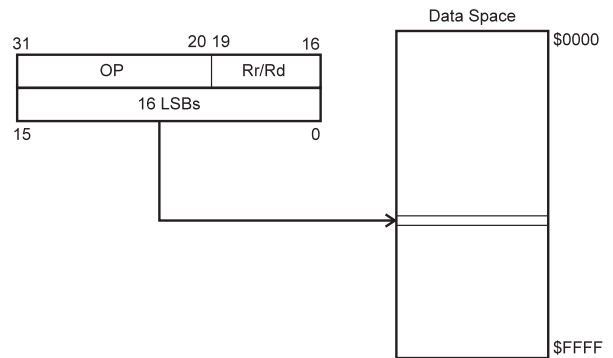 Data Space
31 20 19 16 $0000
OP Rr/Rd
16 LSBs
15 0
$FFFF